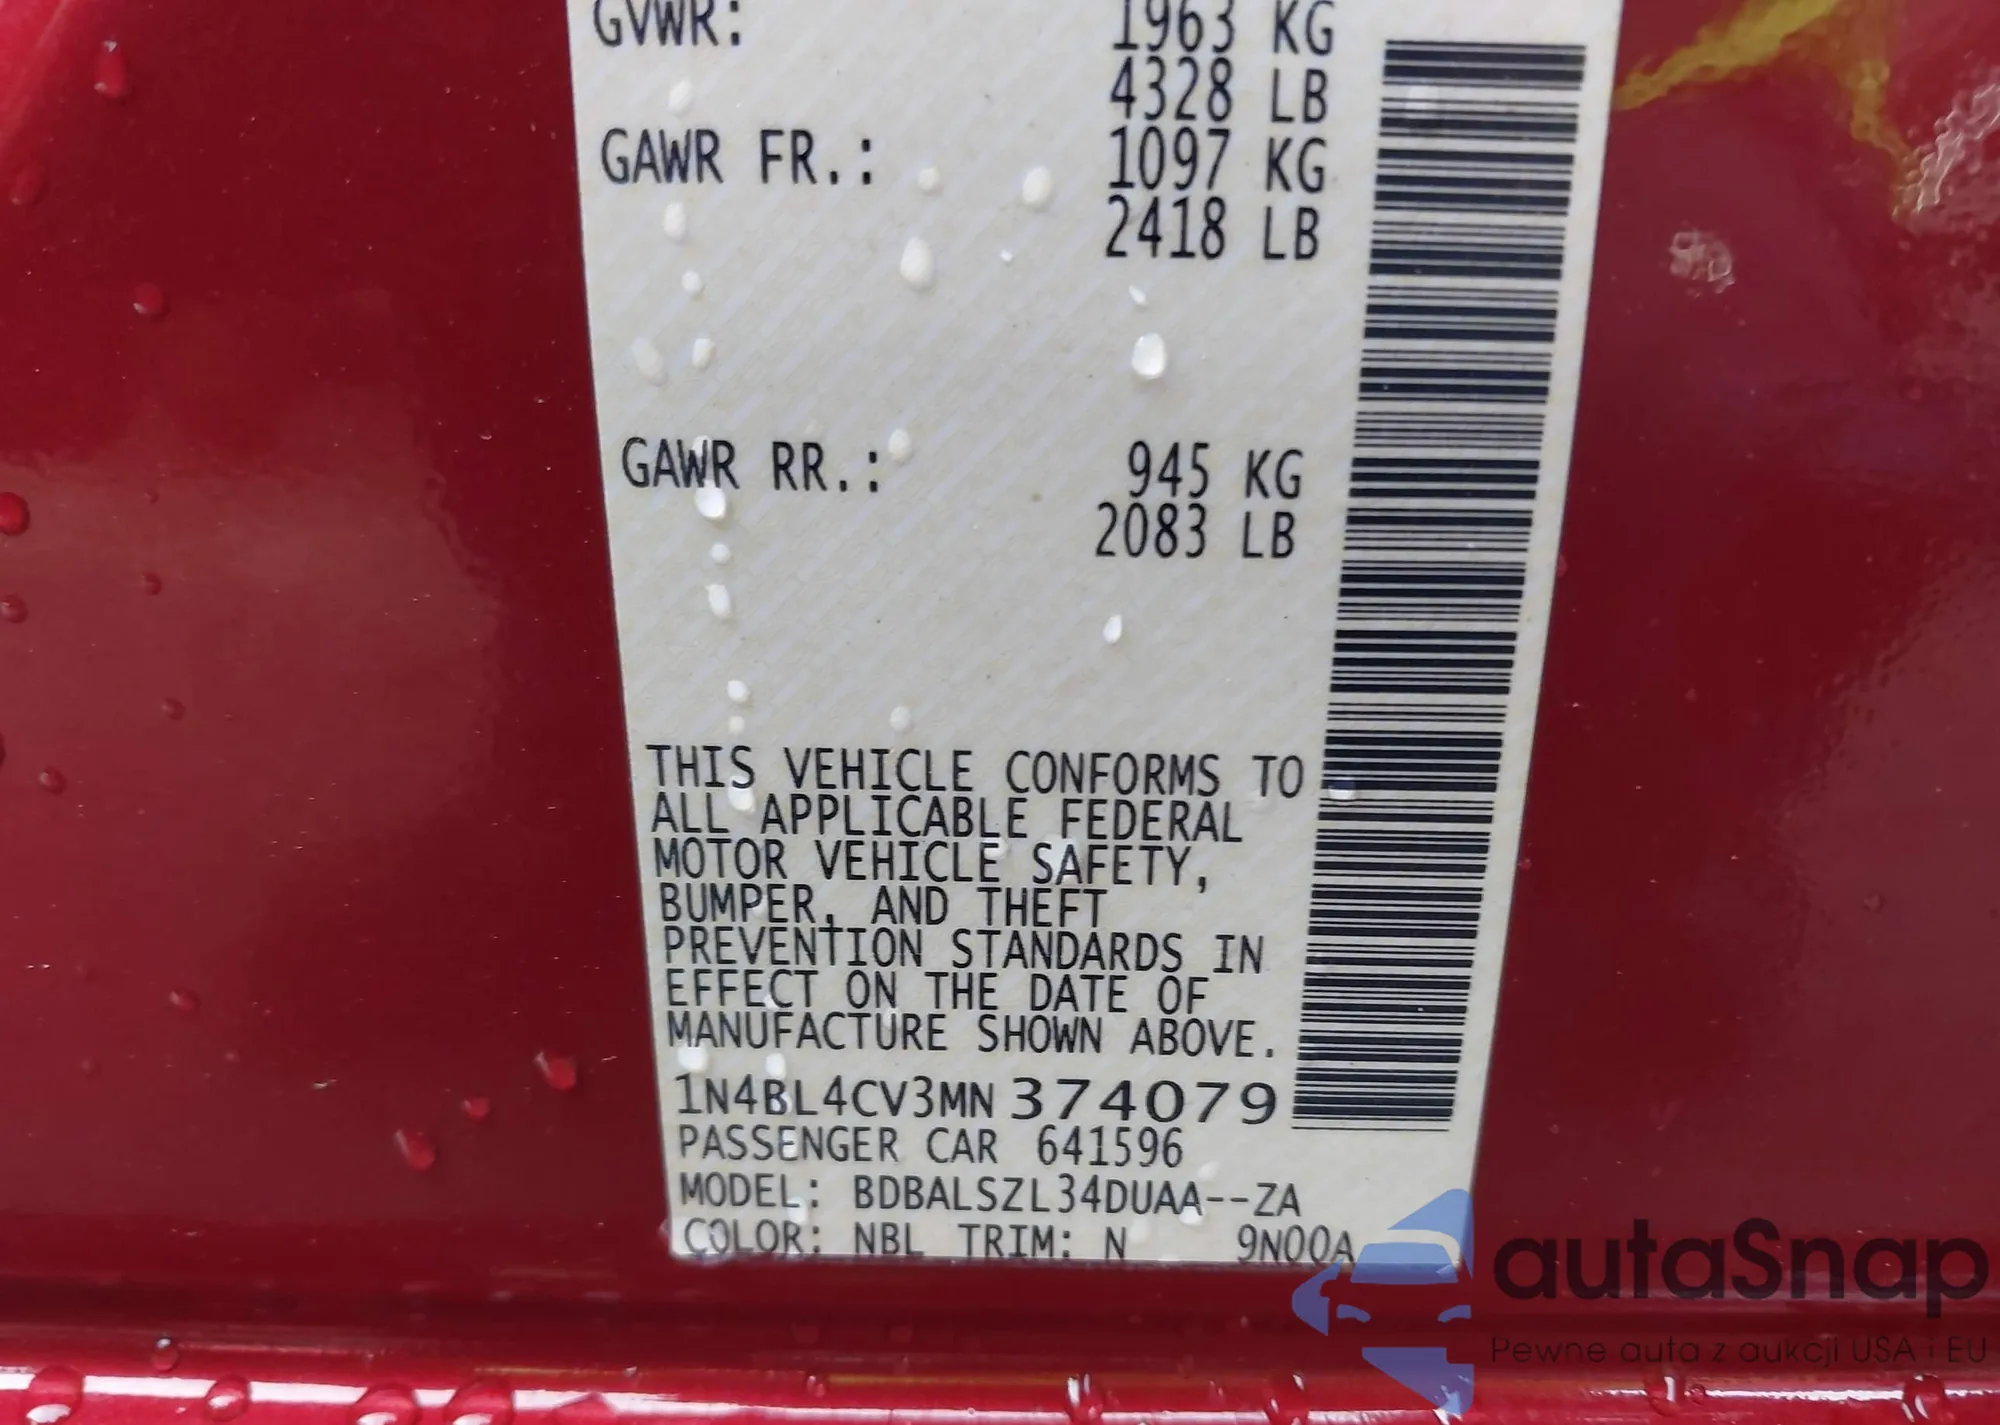 GVWR: 1963 KG
4328 LB
GAWR FR.: 1097 KG
2418 LB
GAWR RR.: 945 KG
2083 LB
THIS VEHICLE CONFORMS TO
ALL APPLICABLE FEDERAL
MOTOR VEHICLE SAFETY,
BUMPER, AND THEFT
PREVENTION STANDARDS IN
EFFECT ON THE DATE OF
MANUFACTURE SHOWN ABOVE.
1N4BL4CV3MN374079
PASSENGER CAR 641596
MODEL: BDBALSZL34DUAA--ZA
COLOR: NBL TRIM: N 9N00A
autaSnap
Pewne auta z aukcji USA i EU